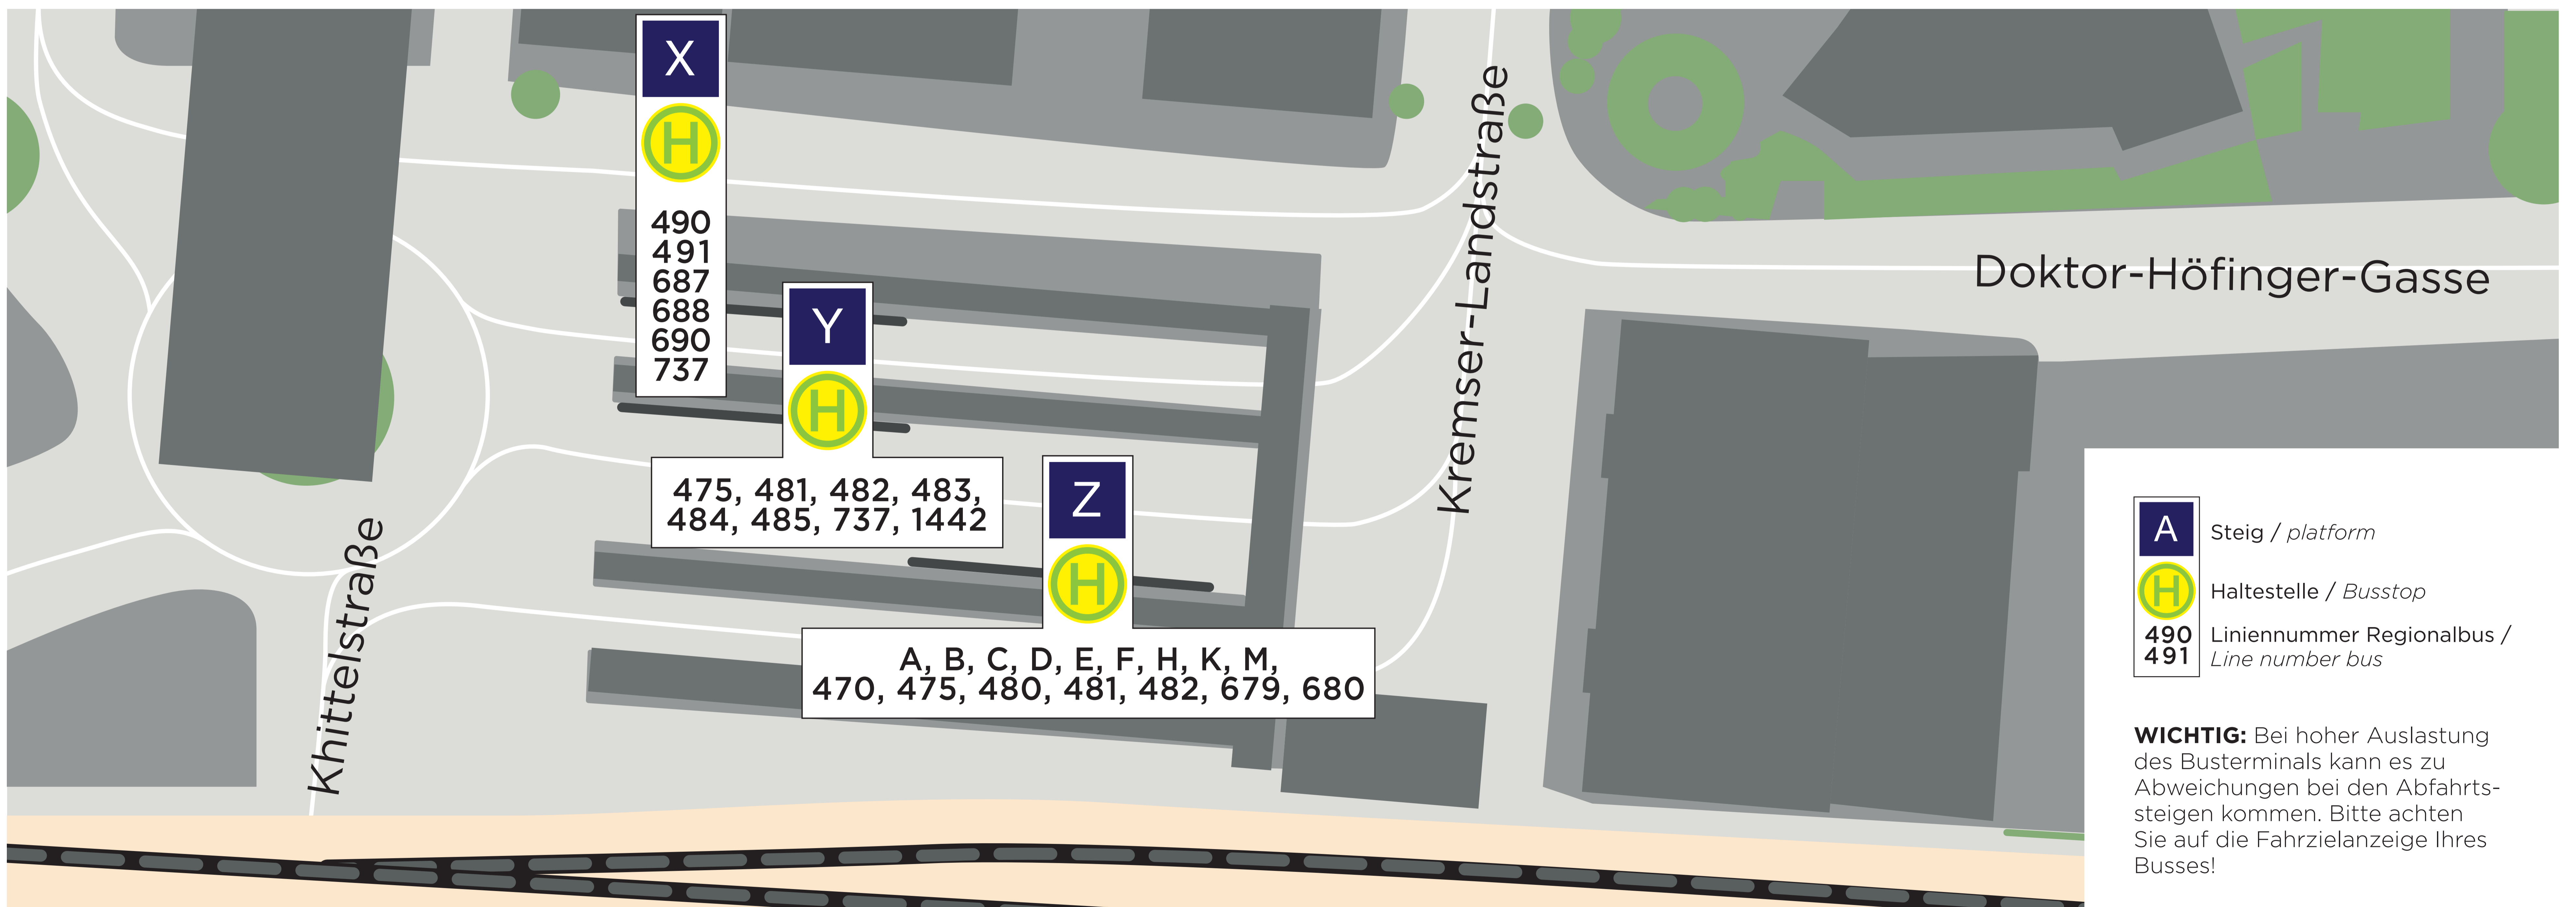 X
H
490
491
687
688
690
737
Y
H
475, 481, 482, 483,
484, 485, 737, 1442
Z
H
A, B, C, D, E, F, H, K, M,
470, 475, 480, 481, 482, 679, 680
Khittelstraße
Kremser-Landstraße
Doktor-Höfinger-Gasse
A
Steig / platform
H
Haltestelle / Busstop
490
491
Liniennummer Regionalbus /
Line number bus
WICHTIG: Bei hoher Auslastung
des Busterminals kann es zu
Abweichungen bei den Abfahrts-
steigen kommen. Bitte achten
Sie auf die Fahrzielanzeige Ihres
Busses!